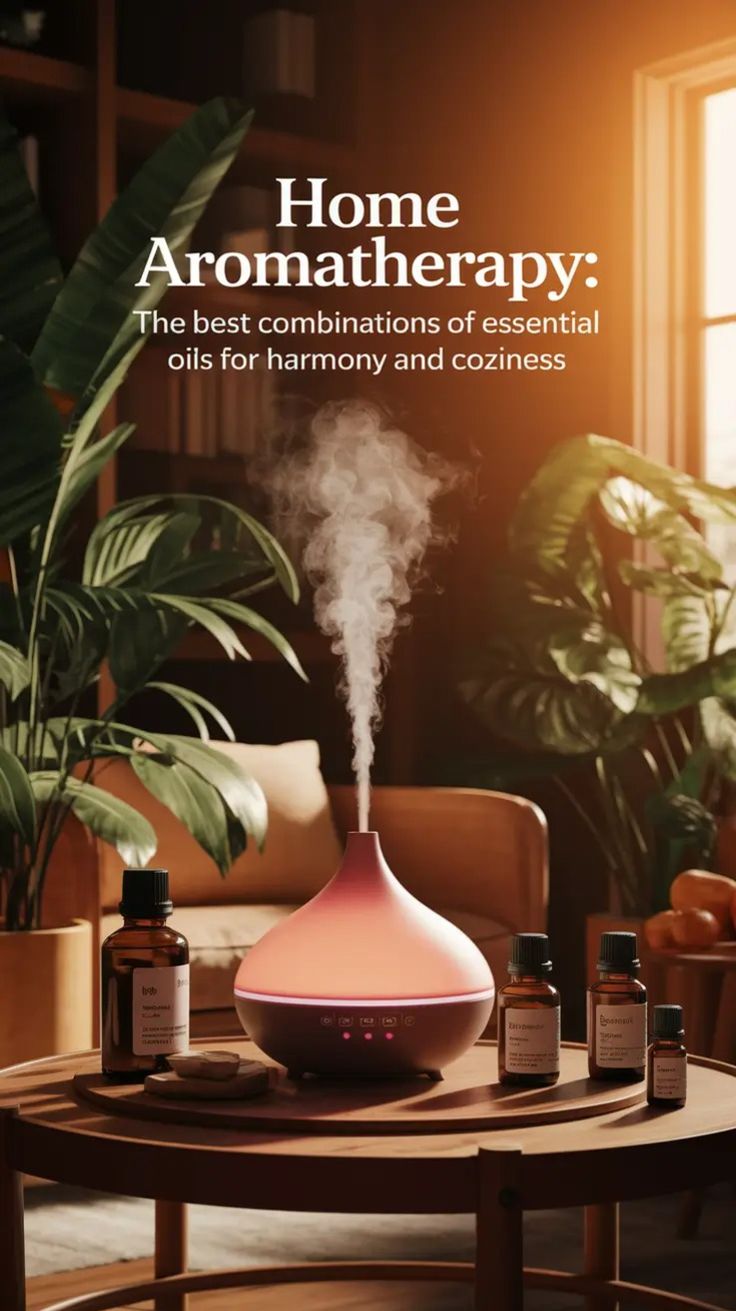 Home
Aromatherapy:
The best combinations of essential
oils for harmony and coziness